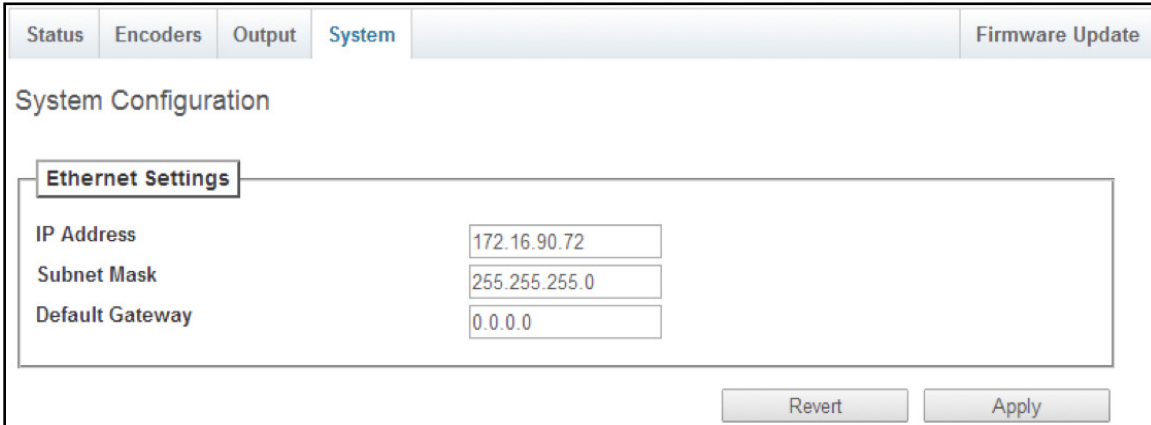 Status Encoders Output System Firmware Update
System Configuration
Ethernet Settings
IP Address 172.16.90.72
Subnet Mask 255.255.255.0
Default Gateway 0.0.0.0
Revert Apply